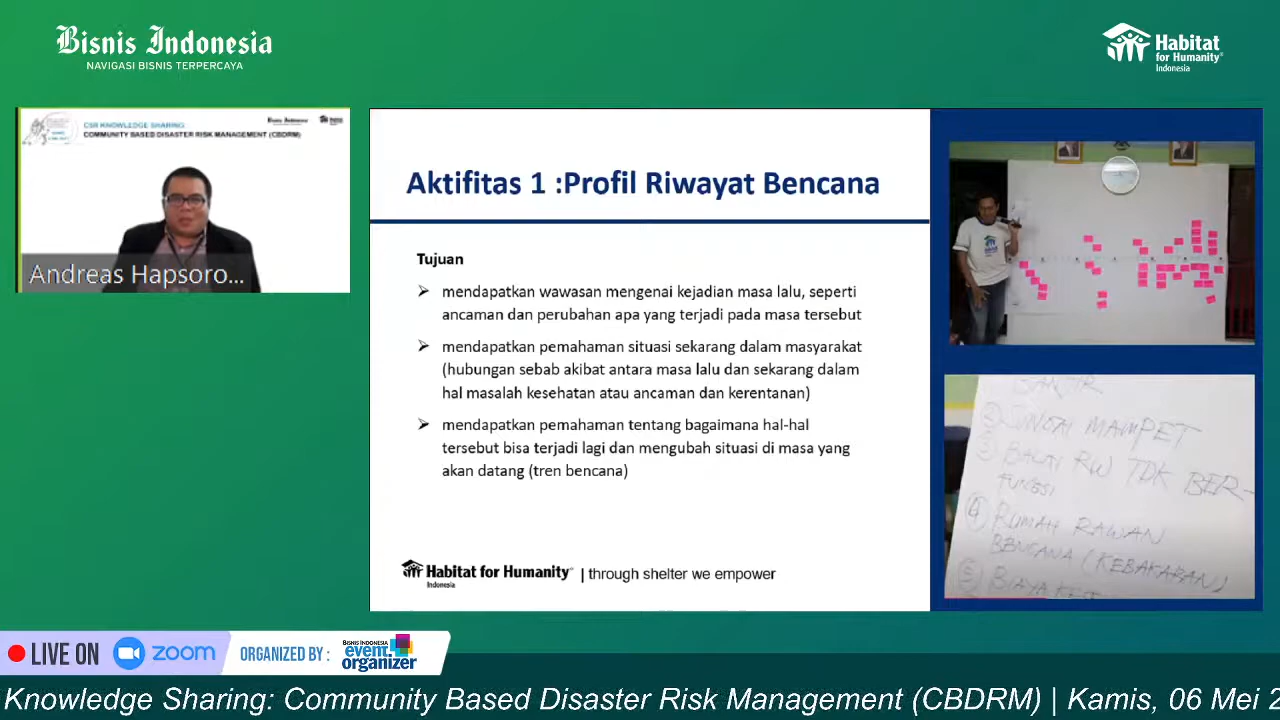 Bisnis Indonesia
NAVIGASI BISNIS TERPERCAYA
Habitat
for Humanity®
Indonesia
CSR KNOWLEDGE SHARING
COMMUNITY BASED DISASTER RISK MANAGEMENT (CBDRM)
Andreas Hapsoro...
Aktifitas 1 :Profil Riwayat Bencana
Tujuan
mendapatkan wawasan mengenai kejadian masa lalu, seperti
ancaman dan perubahan apa yang terjadi pada masa tersebut
mendapatkan pemahaman situasi sekarang dalam masyarakat
(hubungan sebab akibat antara masa lalu dan sekarang dalam
hal masalah kesehatan atau ancaman dan kerentanan)
mendapatkan pemahaman tentang bagaimana hal-hal
tersebut bisa terjadi lagi dan mengubah situasi di masa yang
akan datang (tren bencana)
Habitat for Humanity® | through shelter we empower
Indonesia
MAMPET
RW TDK BER-
FUNGSI
④ RUMAH RAWAN
BENCANA (KEBAKARAN)
LIVE ON zoom
ORGANIZED BY :
BISNIS INDONESIA
event
organizer
Knowledge Sharing: Community Based Disaster Risk Management (CBDRM) | Kamis, 06 Mei 2